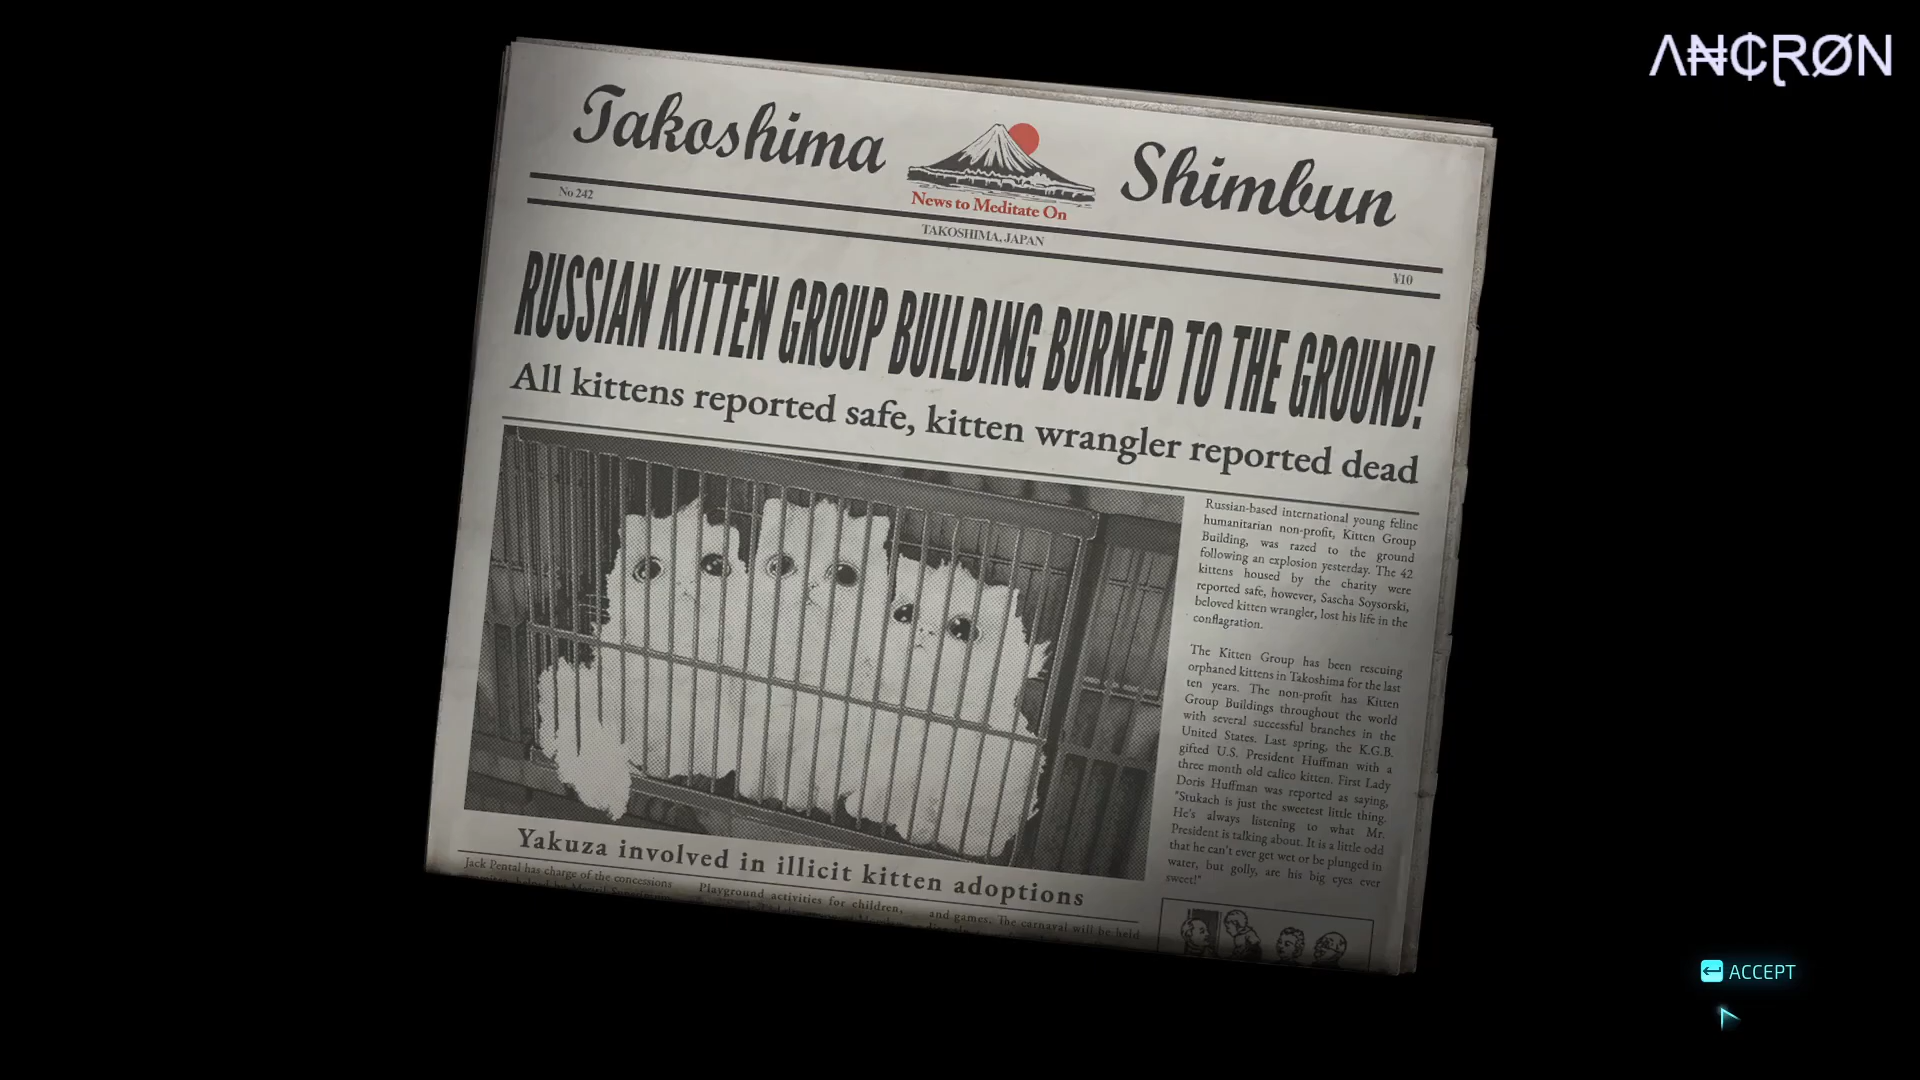 ΛN₵RØN
Takoshima Shimbun
News to Meditate On
No 242
TAKOSHIMA, JAPAN
¥10
RUSSIAN KITTEN GROUP BUILDING BURNED TO THE GROUND!
All kittens reported safe, kitten wrangler reported dead
Russian-based international young feline
humanitarian non-profit, Kitten Group
Building, was razed to the ground
following an explosion yesterday. The 42
kittens housed by the charity were
reported safe, however, Sascha Soysorski,
beloved kitten wrangler, lost his life in the
conflagration.
The Kitten Group has been rescuing
orphaned kittens in Takoshima for the last
ten years. The non-profit has Kitten
Group Buildings throughout the world
with several successful branches in the
United States. Last spring, the K.G.B.
gifted U.S. President Huffman with a
three month old calico kitten. First Lady
Doris Huffman was reported as saying,
"Stukach is just the sweetest little thing.
He's always listening to what Mr.
President is talking about. It is a little odd
that he can't ever get wet or be plunged in
water, but golly, are his big eyes ever
sweet!"
Yakuza involved in illicit kitten adoptions
Jack Pental has charge of the concessions
Playground activities for children,
and games. The carnaval will be held
ACCEPT